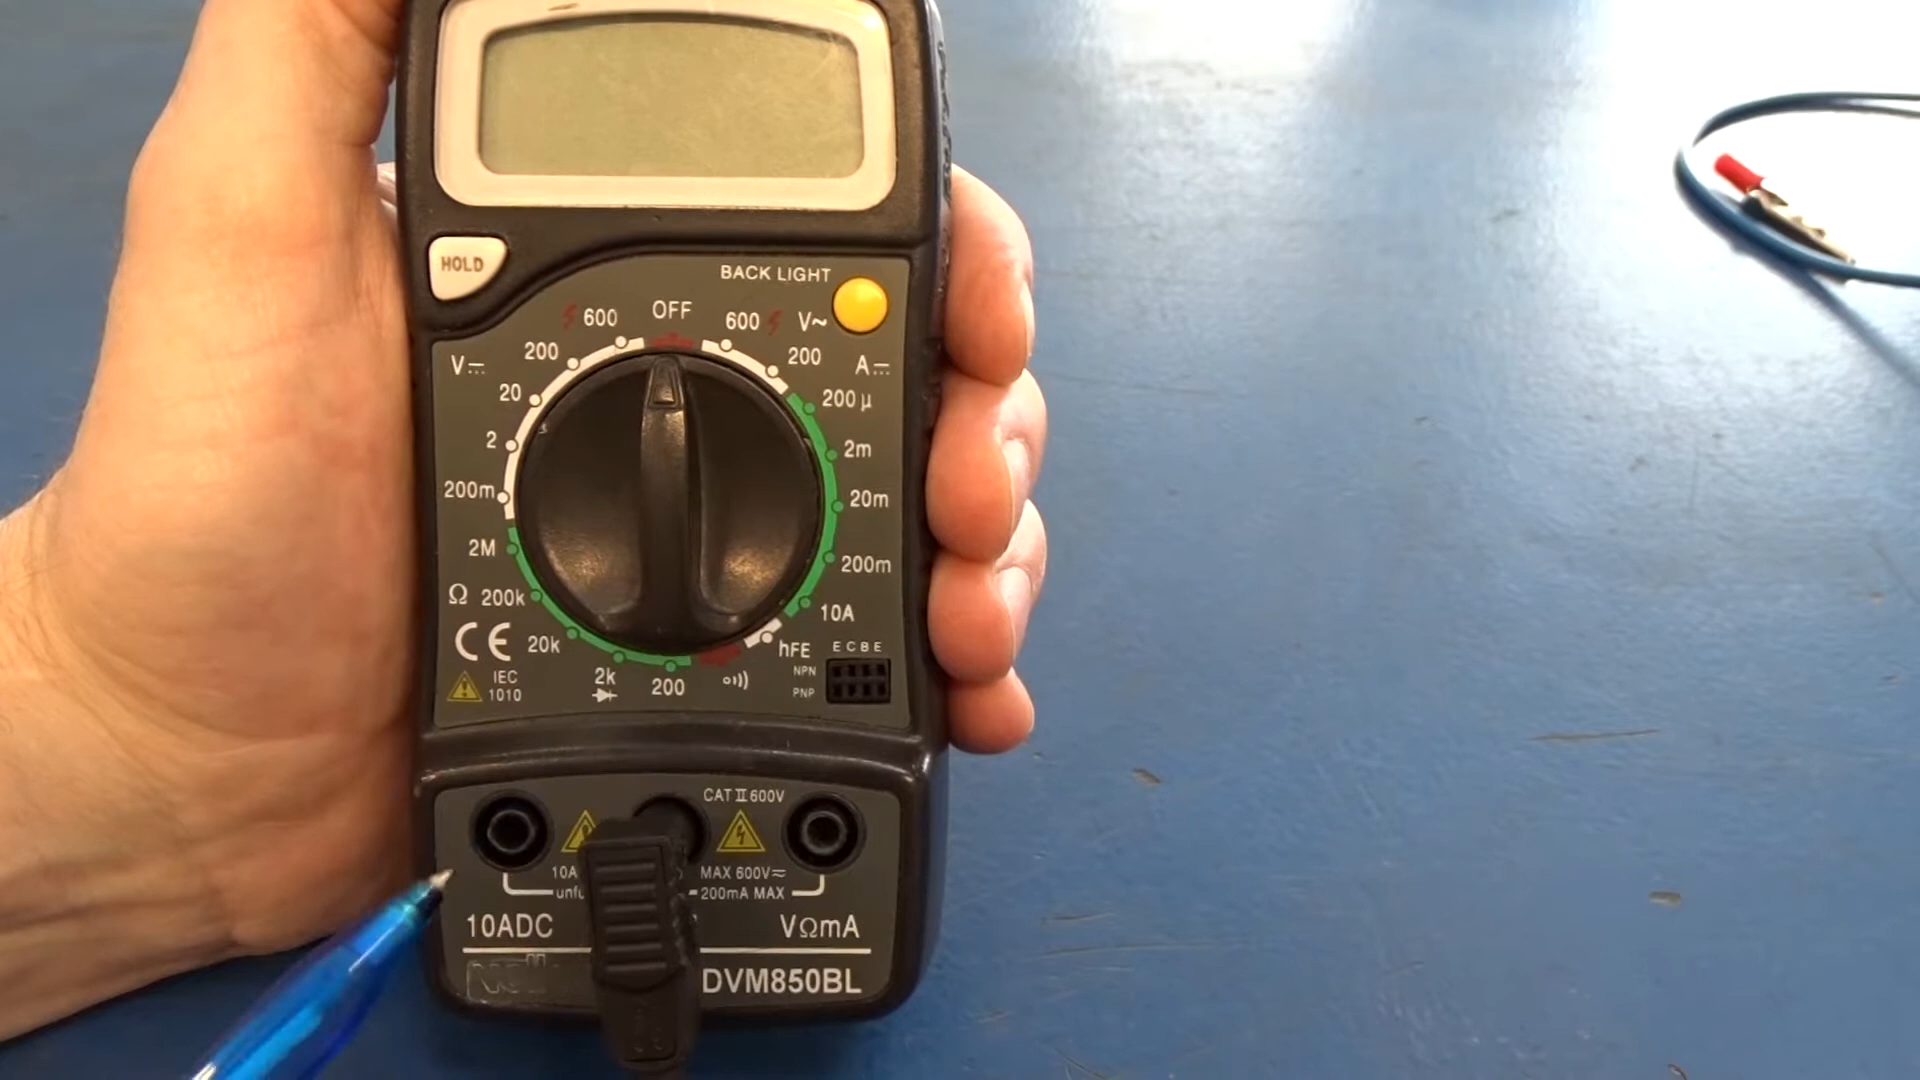 HOLD
BACK LIGHT
OFF
600
600
V~
200
200
V⎓
A⎓
20
200µ
2
2m
200m
20m
2M
200m
Ω 200k
10A
CE
20k
hFE
E C B E
NPN
PNP
IEC
1010
2k
200
CAT II 600V
10A
MAX 600V
200mA MAX
10ADC
VΩmA
DVM850BL